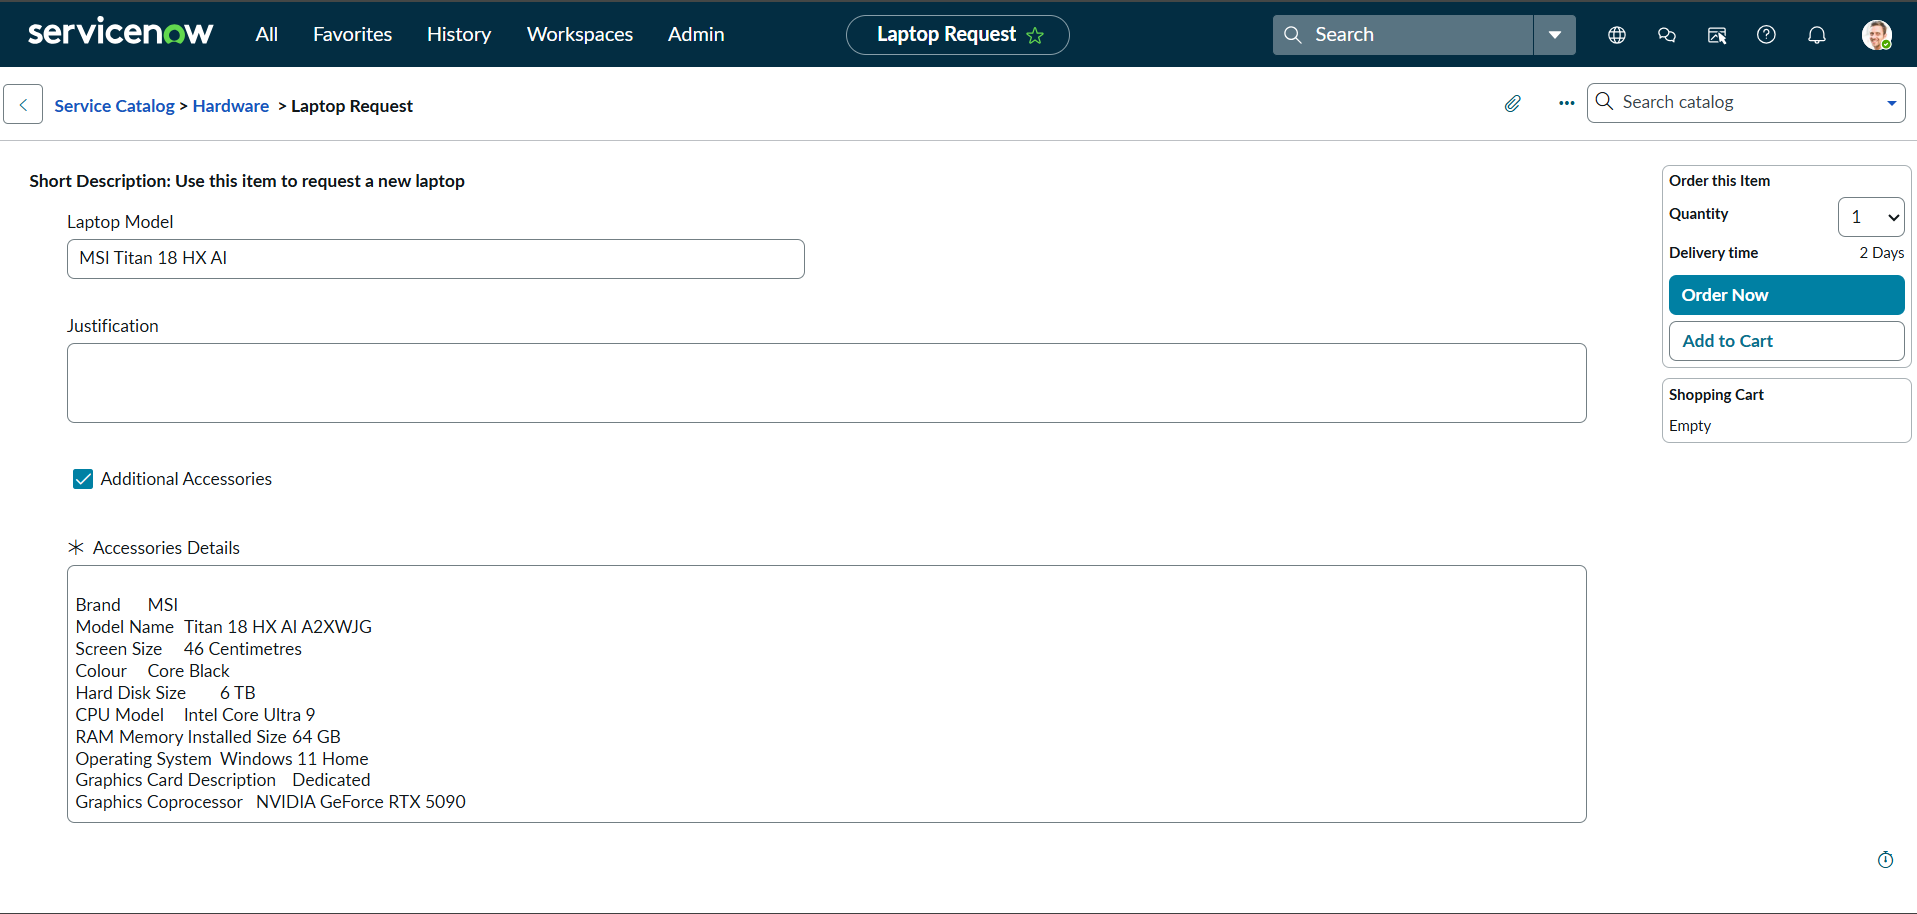 servicenow All Favorites History Workspaces Admin Laptop Request Search
Service Catalog > Hardware > Laptop Request Search catalog
Short Description: Use this item to request a new laptop
Laptop Model
MSI Titan 18 HX AI
Justification
Additional Accessories
Accessories Details
Brand MSI
Model Name Titan 18 HX AI A2XWJG
Screen Size 46 Centimetres
Colour Core Black
Hard Disk Size 6 TB
CPU Model Intel Core Ultra 9
RAM Memory Installed Size 64 GB
Operating System Windows 11 Home
Graphics Card Description Dedicated
Graphics Coprocessor NVIDIA GeForce RTX 5090
Order this Item
Quantity 1
Delivery time 2 Days
Order Now
Add to Cart
Shopping Cart
Empty